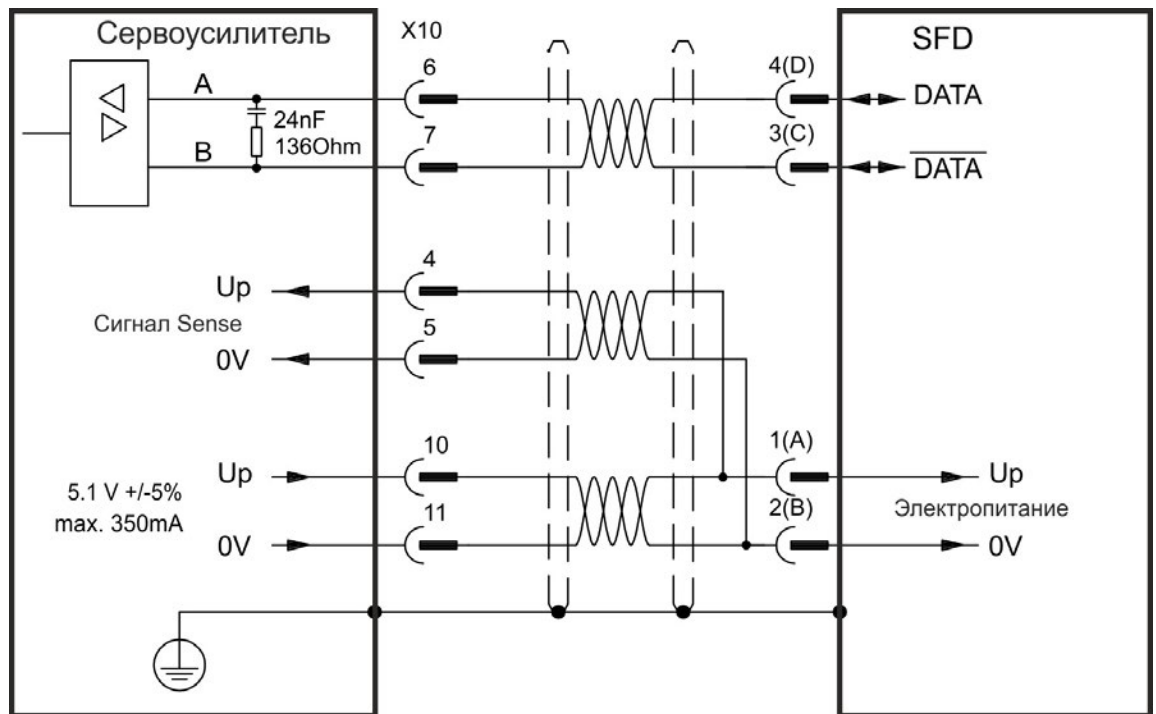 Сервоусилитель
X10
SFD
A
6
4(D)
DATA
24nF
136Ohm
B
7
3(C)
DATA
Up
4
Сигнал Sense
0V
5
Up
10
1(A)
Up
5.1 V +/-5%
max. 350mA
Электропитание
0V
11
2(B)
0V